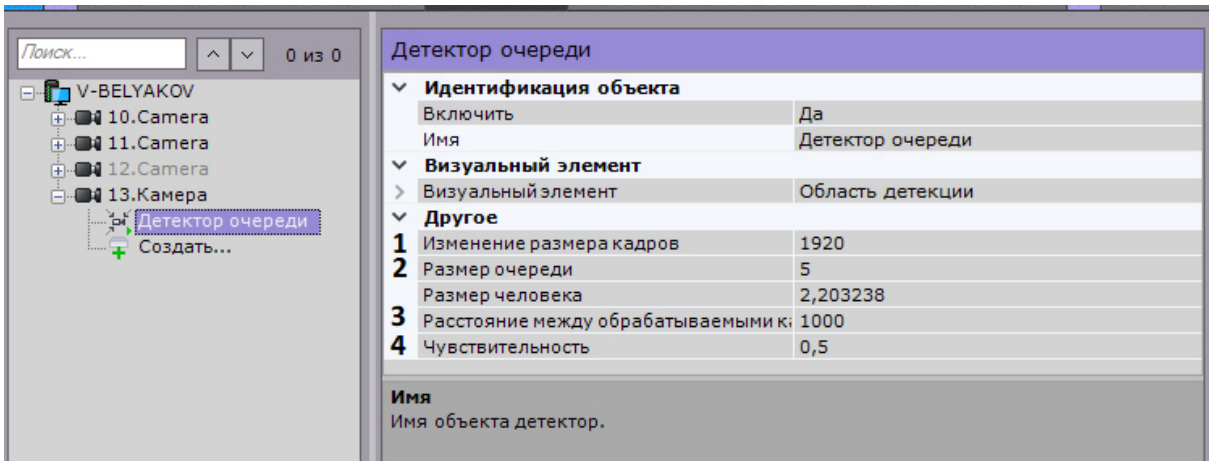 Поиск...
0 из 0
V-BELYAKOV
10.Camera
11.Camera
12.Camera
13.Камера
Детектор очереди
Создать...
Детектор очереди
Идентификация объекта
Включить Да
Имя Детектор очереди
Визуальный элемент
Визуальный элемент Область детекции
Другое
1 Изменение размера кадров 1920
2 Размер очереди 5
Размер человека 2,203238
3 Расстояние между обрабатываемыми ка 1000
4 Чувствительность 0,5
Имя
Имя объекта детектор.